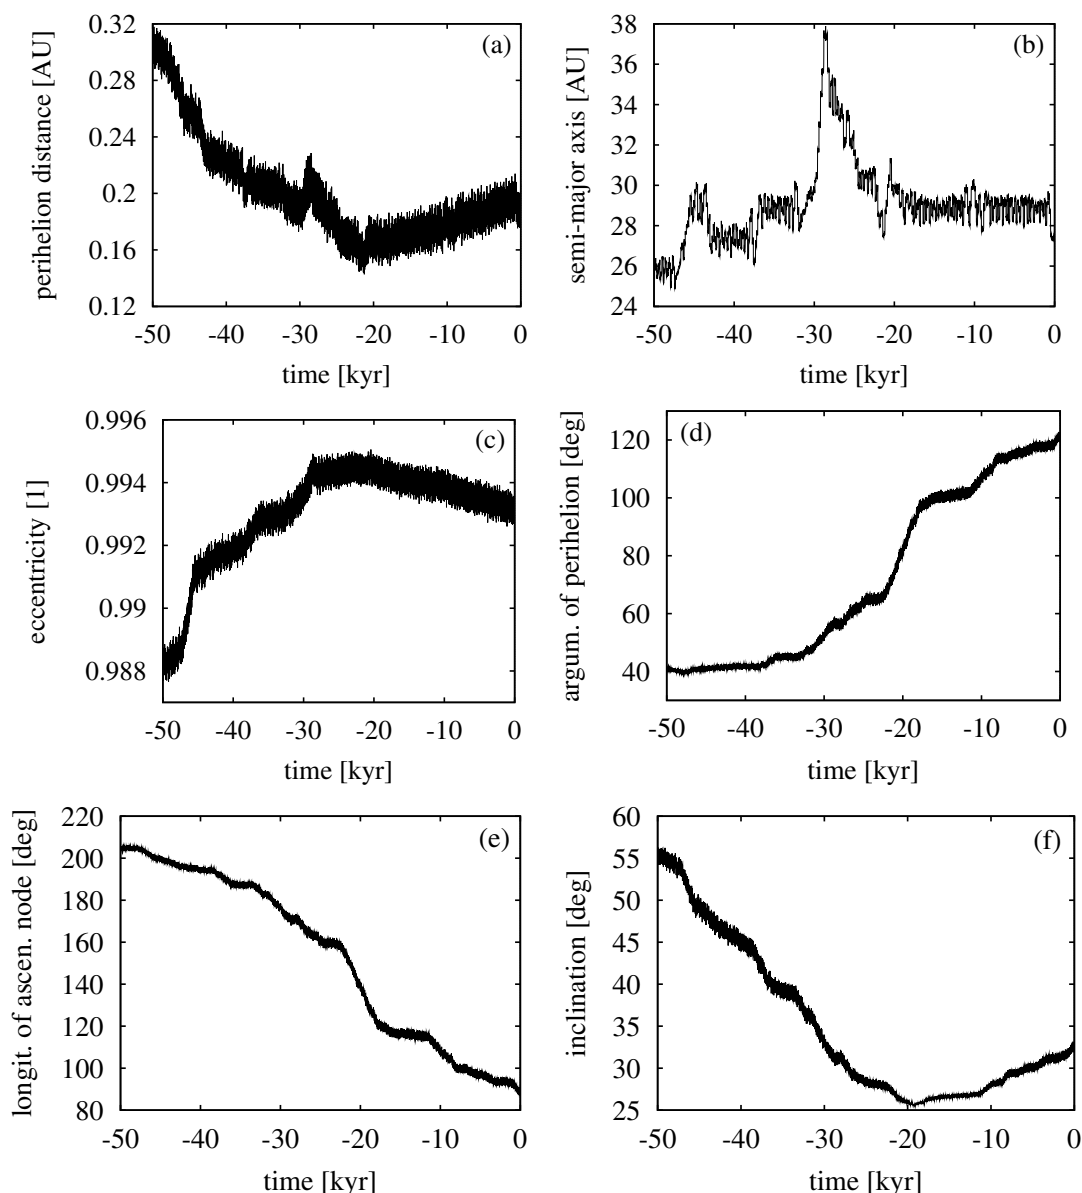 (a)
perihelion distance [AU]
0.32
0.28
0.24
0.2
0.16
0.12
-50 -40 -30 -20 -10 0
time [kyr]
(b)
semi-major axis [AU]
38
36
34
32
30
28
26
24
-50 -40 -30 -20 -10 0
time [kyr]
(c)
eccentricity [1]
0.996
0.994
0.992
0.99
0.988
-50 -40 -30 -20 -10 0
time [kyr]
(d)
argum. of perihelion [deg]
120
100
80
60
40
-50 -40 -30 -20 -10 0
time [kyr]
(e)
longit. of ascen. node [deg]
220
200
180
160
140
120
100
80
-50 -40 -30 -20 -10 0
time [kyr]
(f)
inclination [deg]
60
55
50
45
40
35
30
25
-50 -40 -30 -20 -10 0
time [kyr]